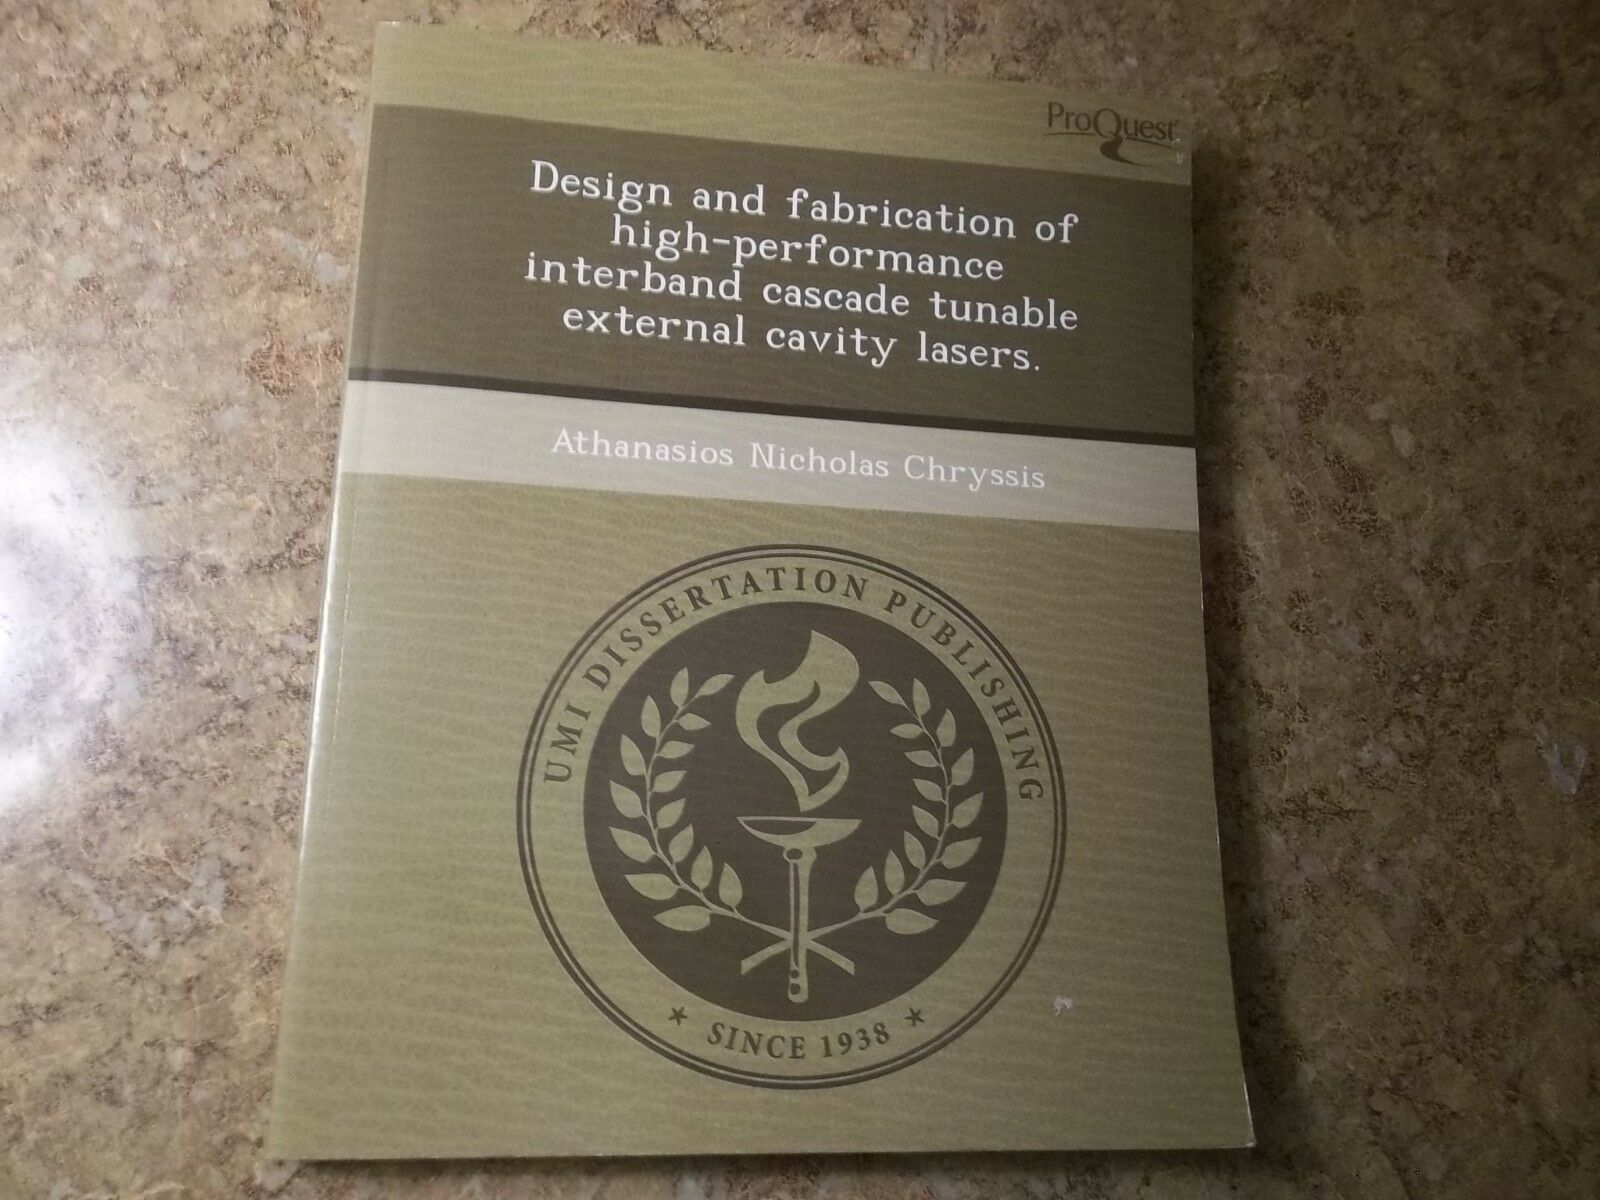 ProQuest
Design and fabrication of
high-performance
interband cascade tunable
external cavity lasers.
Athanasios Nicholas Chryssis
UMI DISSERTATION PUBLISHING
★ SINCE 1938 ★